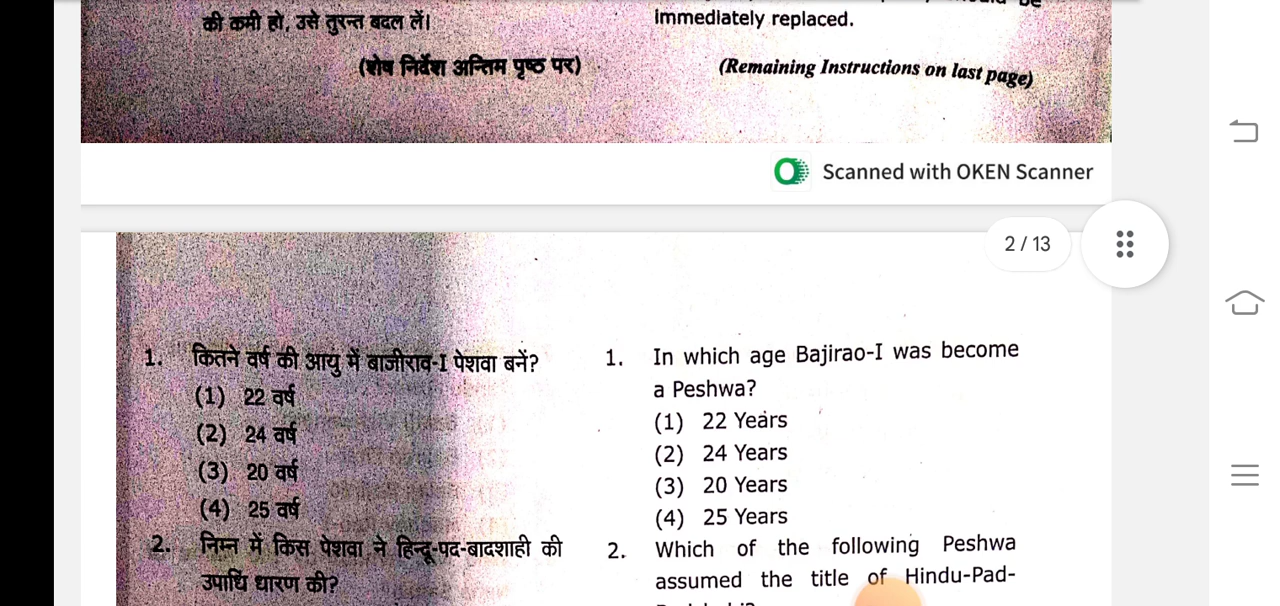 की कमी हो, उसे तुरन्त बदल लें।
(शेष निर्देश अन्तिम पृष्ठ पर)
immediately replaced.
(Remaining Instructions on last page)
Scanned with OKEN Scanner
2 / 13
1. कितने वर्ष की आयु में बाजीराव-I पेशवा बनें?
(1) 22 वर्ष
(2) 24 वर्ष
(3) 20 वर्ष
(4) 25 वर्ष
2. निम्न में किस पेशवा ने हिन्दू-पद-बादशाही की
उपाधि धारण की?
1. In which age Bajirao-I was become
a Peshwa?
(1) 22 Years
(2) 24 Years
(3) 20 Years
(4) 25 Years
2. Which of the following Peshwa
assumed the title of Hindu-Pad-